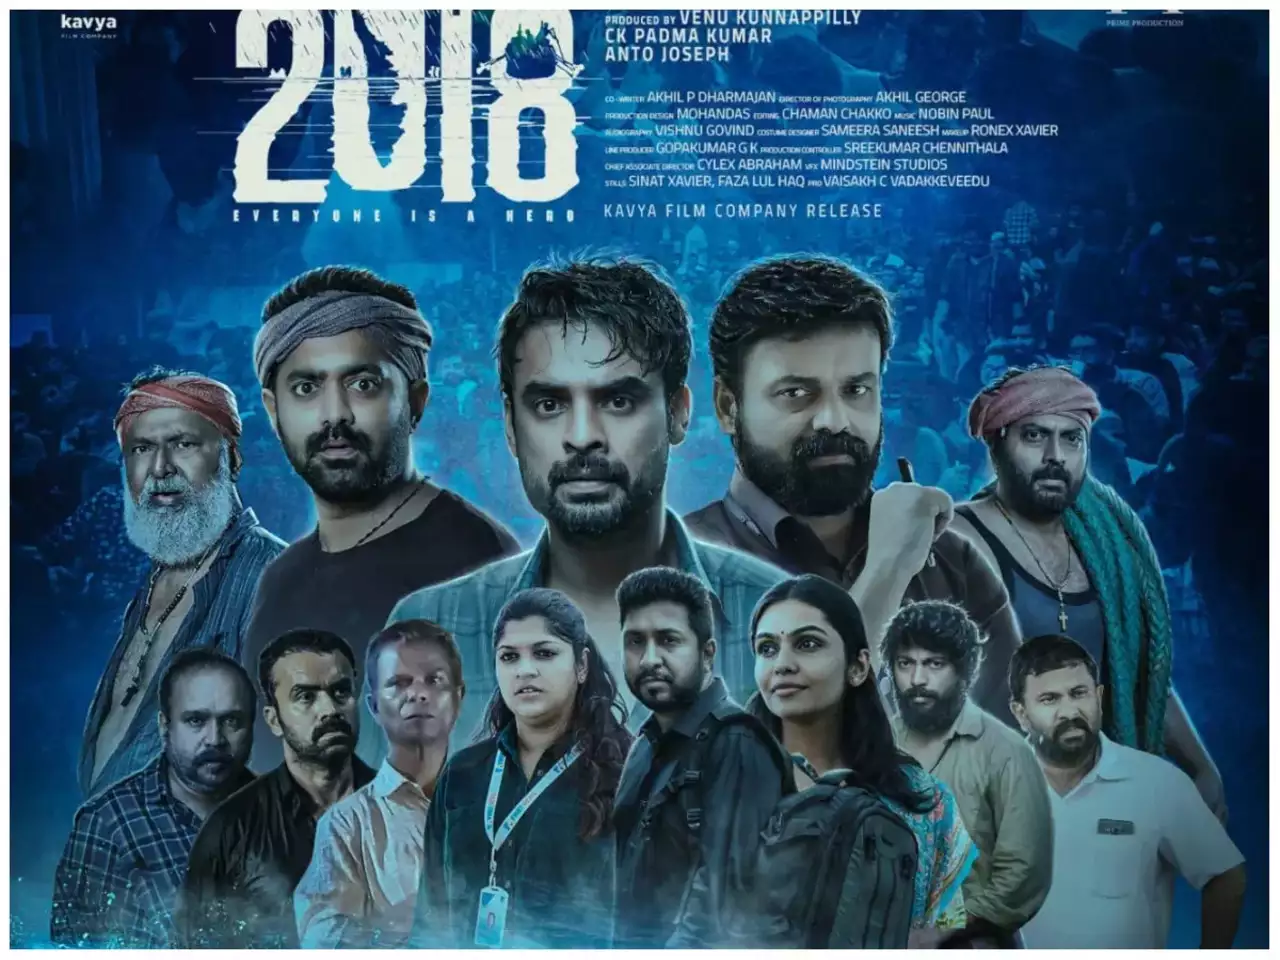 kavya
FILM COMPANY
2018
EVERYONE IS A HERO
PRODUCED BY VENU KUNNAPPILLY
CK PADMA KUMAR
ANTO JOSEPH
CO-WRITER AKHIL P DHARMAJAN DIRECTOR OF PHOTOGRAPHY AKHIL GEORGE
PRODUCTION DESIGN MOHANDAS EDITING CHAMAN CHAKKO MUSIC NOBIN PAUL
AUDIOGRAPHY VISHNU GOVIND COSTUME DESIGNER SAMEERA SANEESH MAKEUP RONEX XAVIER
LINE PRODUCER GOPAKUMAR G K PRODUCTION CONTROLLER SREEKUMAR CHENNITHALA
CHIEF ASSOCIATE DIRECTOR CYLEX ABRAHAM VFX MINDSTEIN STUDIOS
STILLS SINAT XAVIER, FAZA LUL HAQ PRO VAISAKH C VADAKKEVEEDU
KAVYA FILM COMPANY RELEASE
PRIME PRODUCTION